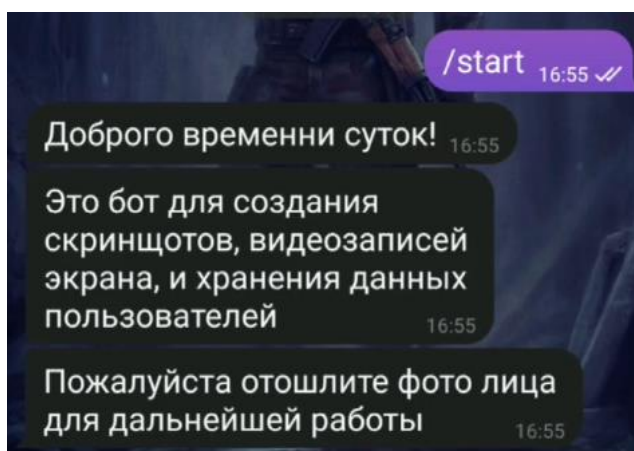 /start 16:55
Доброго временни суток! 16:55
Это бот для создания
скринщотов, видеозаписей
экрана, и хранения данных
пользователей 16:55
Пожалуйста отошлите фото лица
для дальнейшей работы 16:55